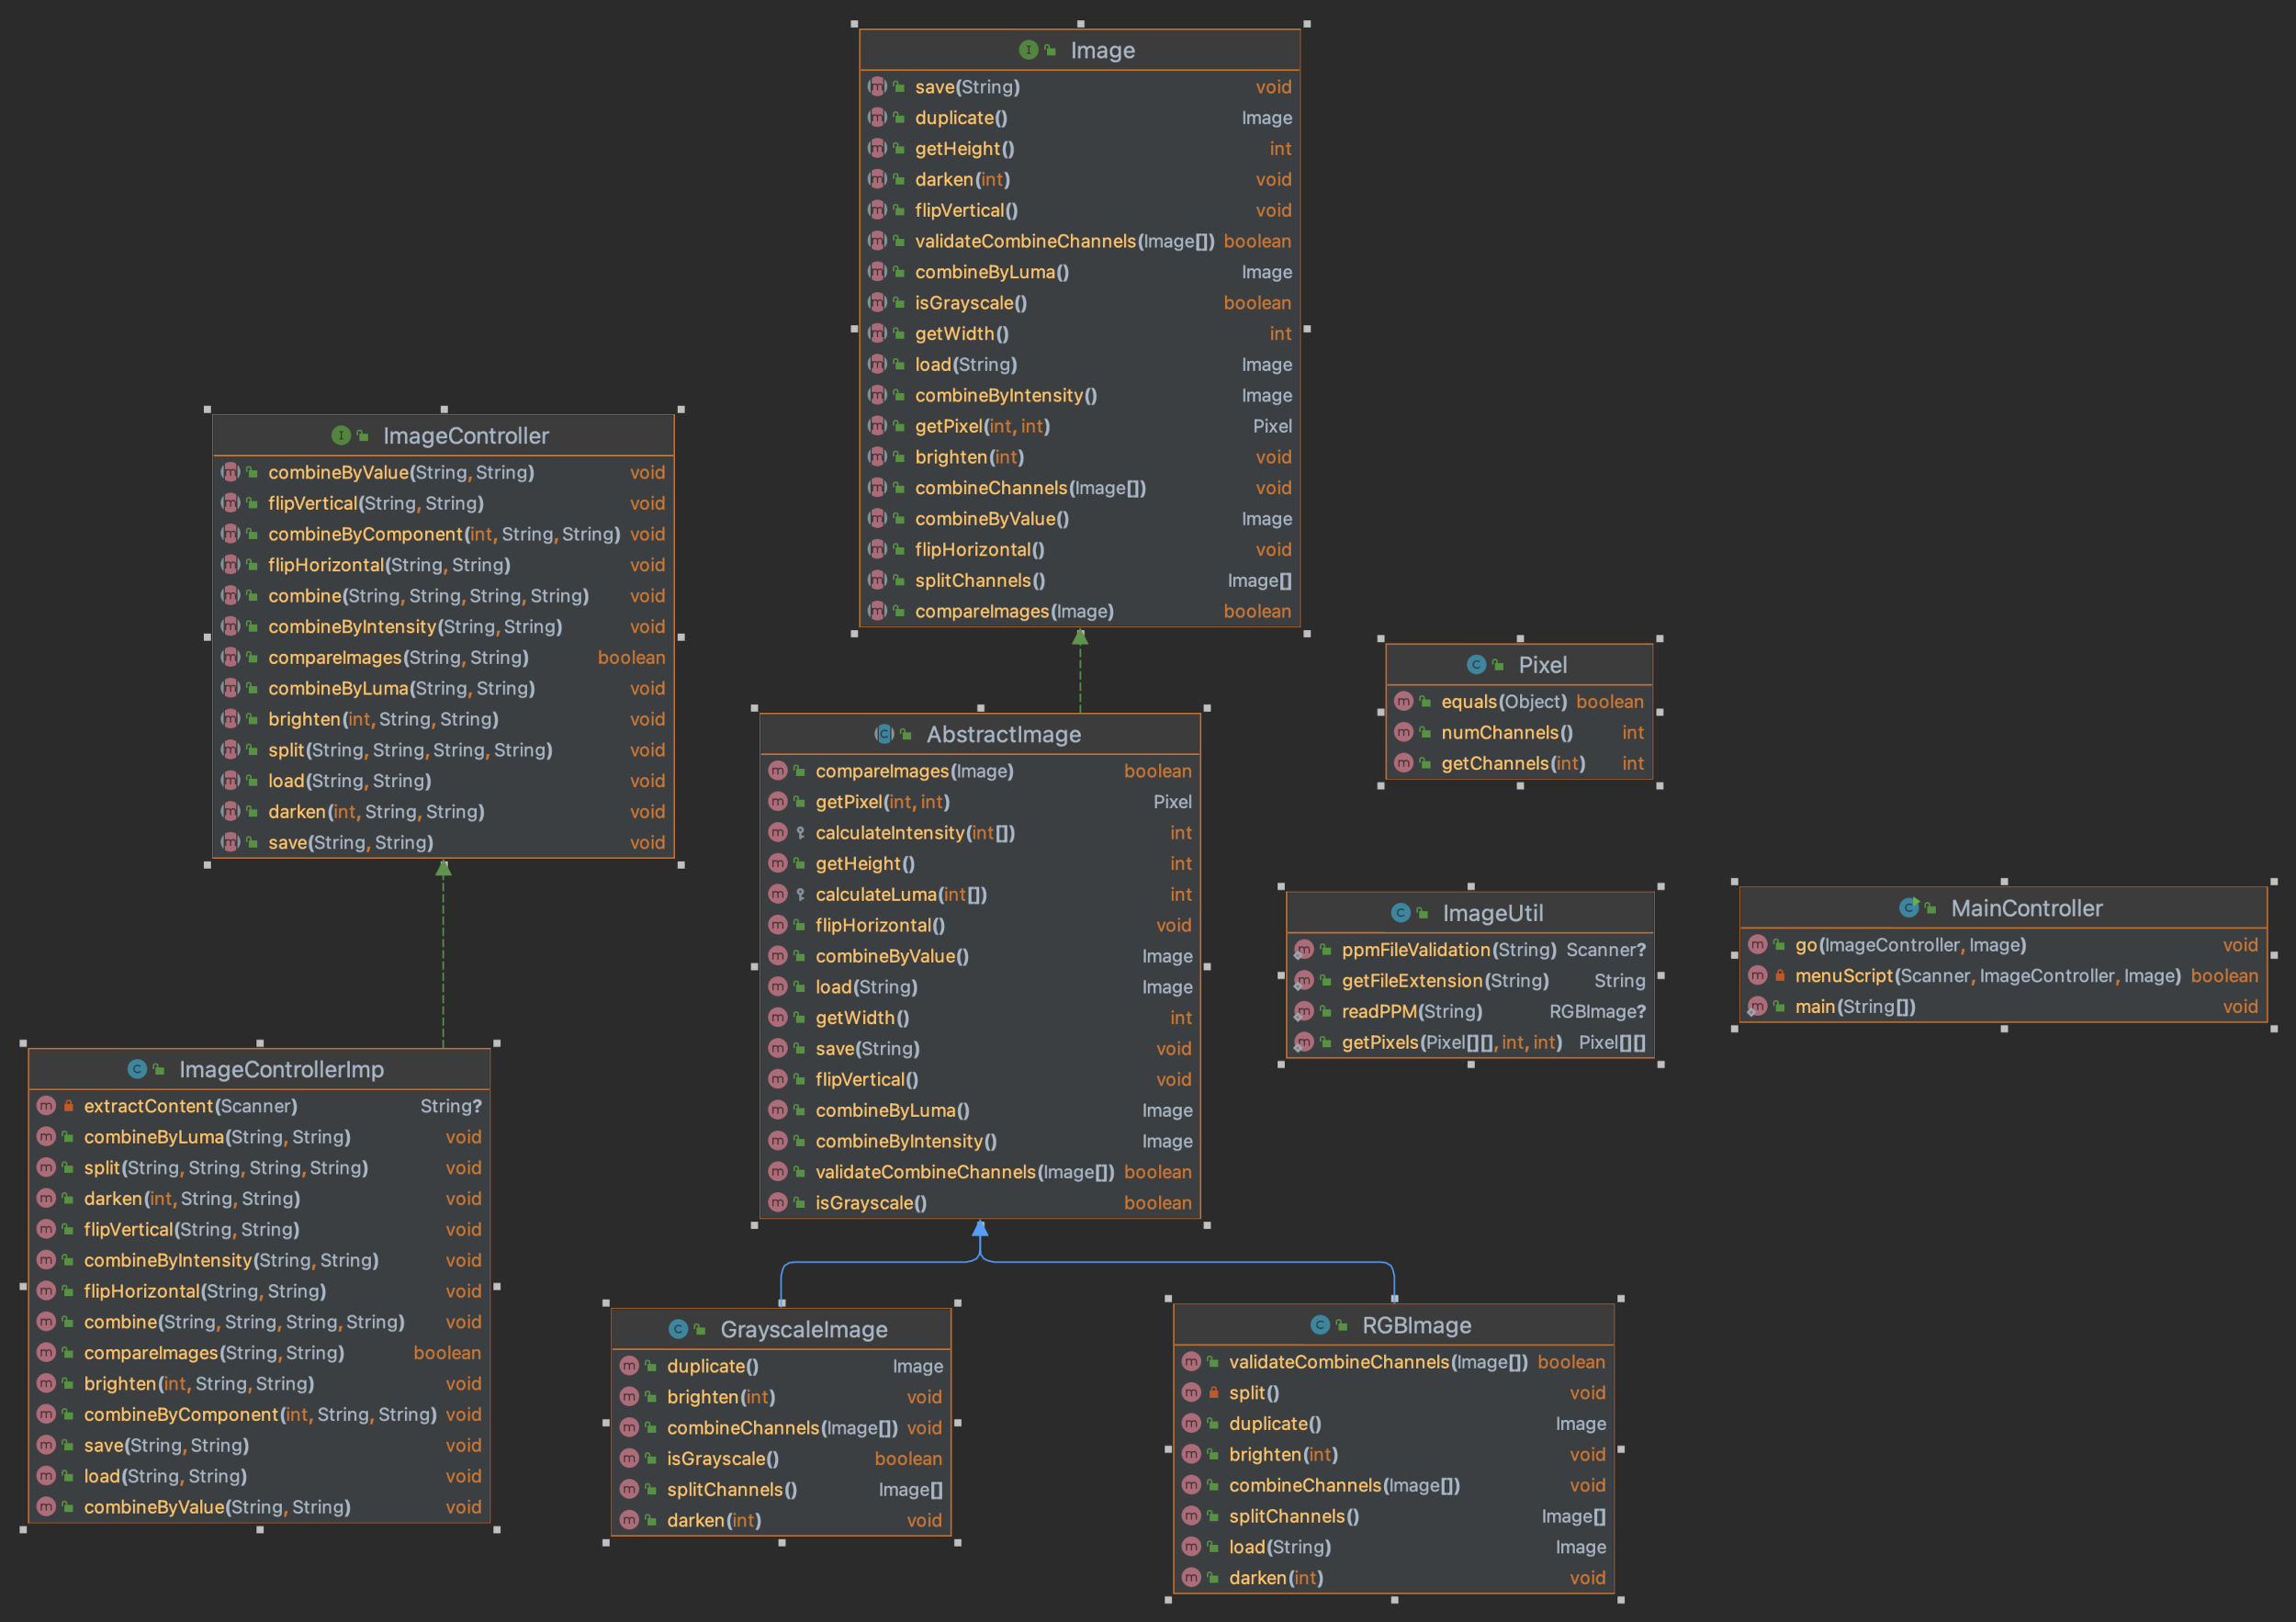 Image
save(String) void
duplicate() Image
getHeight() int
darken(int) void
flipVertical() void
validateCombineChannels(Image[]) boolean
combineByLuma() Image
isGrayscale() boolean
getWidth() int
load(String) Image
combineByIntensity() Image
getPixel(int, int) Pixel
brighten(int) void
combineChannels(Image[]) void
combineByValue() Image
flipHorizontal() void
splitChannels() Image[]
compareImages(Image) boolean
ImageController
combineByValue(String, String) void
flipVertical(String, String) void
combineByComponent(int, String, String) void
flipHorizontal(String, String) void
combine(String, String, String, String) void
combineByIntensity(String, String) void
compareImages(String, String) boolean
combineByLuma(String, String) void
brighten(int, String, String) void
split(String, String, String, String) void
load(String, String) void
darken(int, String, String) void
save(String, String) void
Pixel
equals(Object) boolean
numChannels() int
getChannels(int) int
AbstractImage
compareImages(Image) boolean
getPixel(int, int) Pixel
calculateIntensity(int[]) int
getHeight() int
calculateLuma(int[]) int
flipHorizontal() void
combineByValue() Image
load(String) Image
getWidth() int
save(String) void
flipVertical() void
combineByLuma() Image
combineByIntensity() Image
validateCombineChannels(Image[]) boolean
isGrayscale() boolean
ImageUtil
ppmFileValidation(String) Scanner?
getFileExtension(String) String
readPPM(String) RGBImage?
getPixels(Pixel[][], int, int) Pixel[][]
MainController
go(ImageController, Image) void
menuScript(Scanner, ImageController, Image) boolean
main(String[]) void
ImageControllerImp
extractContent(Scanner) String?
combineByLuma(String, String) void
split(String, String, String, String) void
darken(int, String, String) void
flipVertical(String, String) void
combineByIntensity(String, String) void
flipHorizontal(String, String) void
combine(String, String, String, String) void
compareImages(String, String) boolean
brighten(int, String, String) void
combineByComponent(int, String, String) void
save(String, String) void
load(String, String) void
combineByValue(String, String) void
GrayscaleImage
duplicate() Image
brighten(int) void
combineChannels(Image[]) void
isGrayscale() boolean
splitChannels() Image[]
darken(int) void
RGBImage
validateCombineChannels(Image[]) boolean
split() void
duplicate() Image
brighten(int) void
combineChannels(Image[]) void
splitChannels() Image[]
load(String) Image
darken(int) void